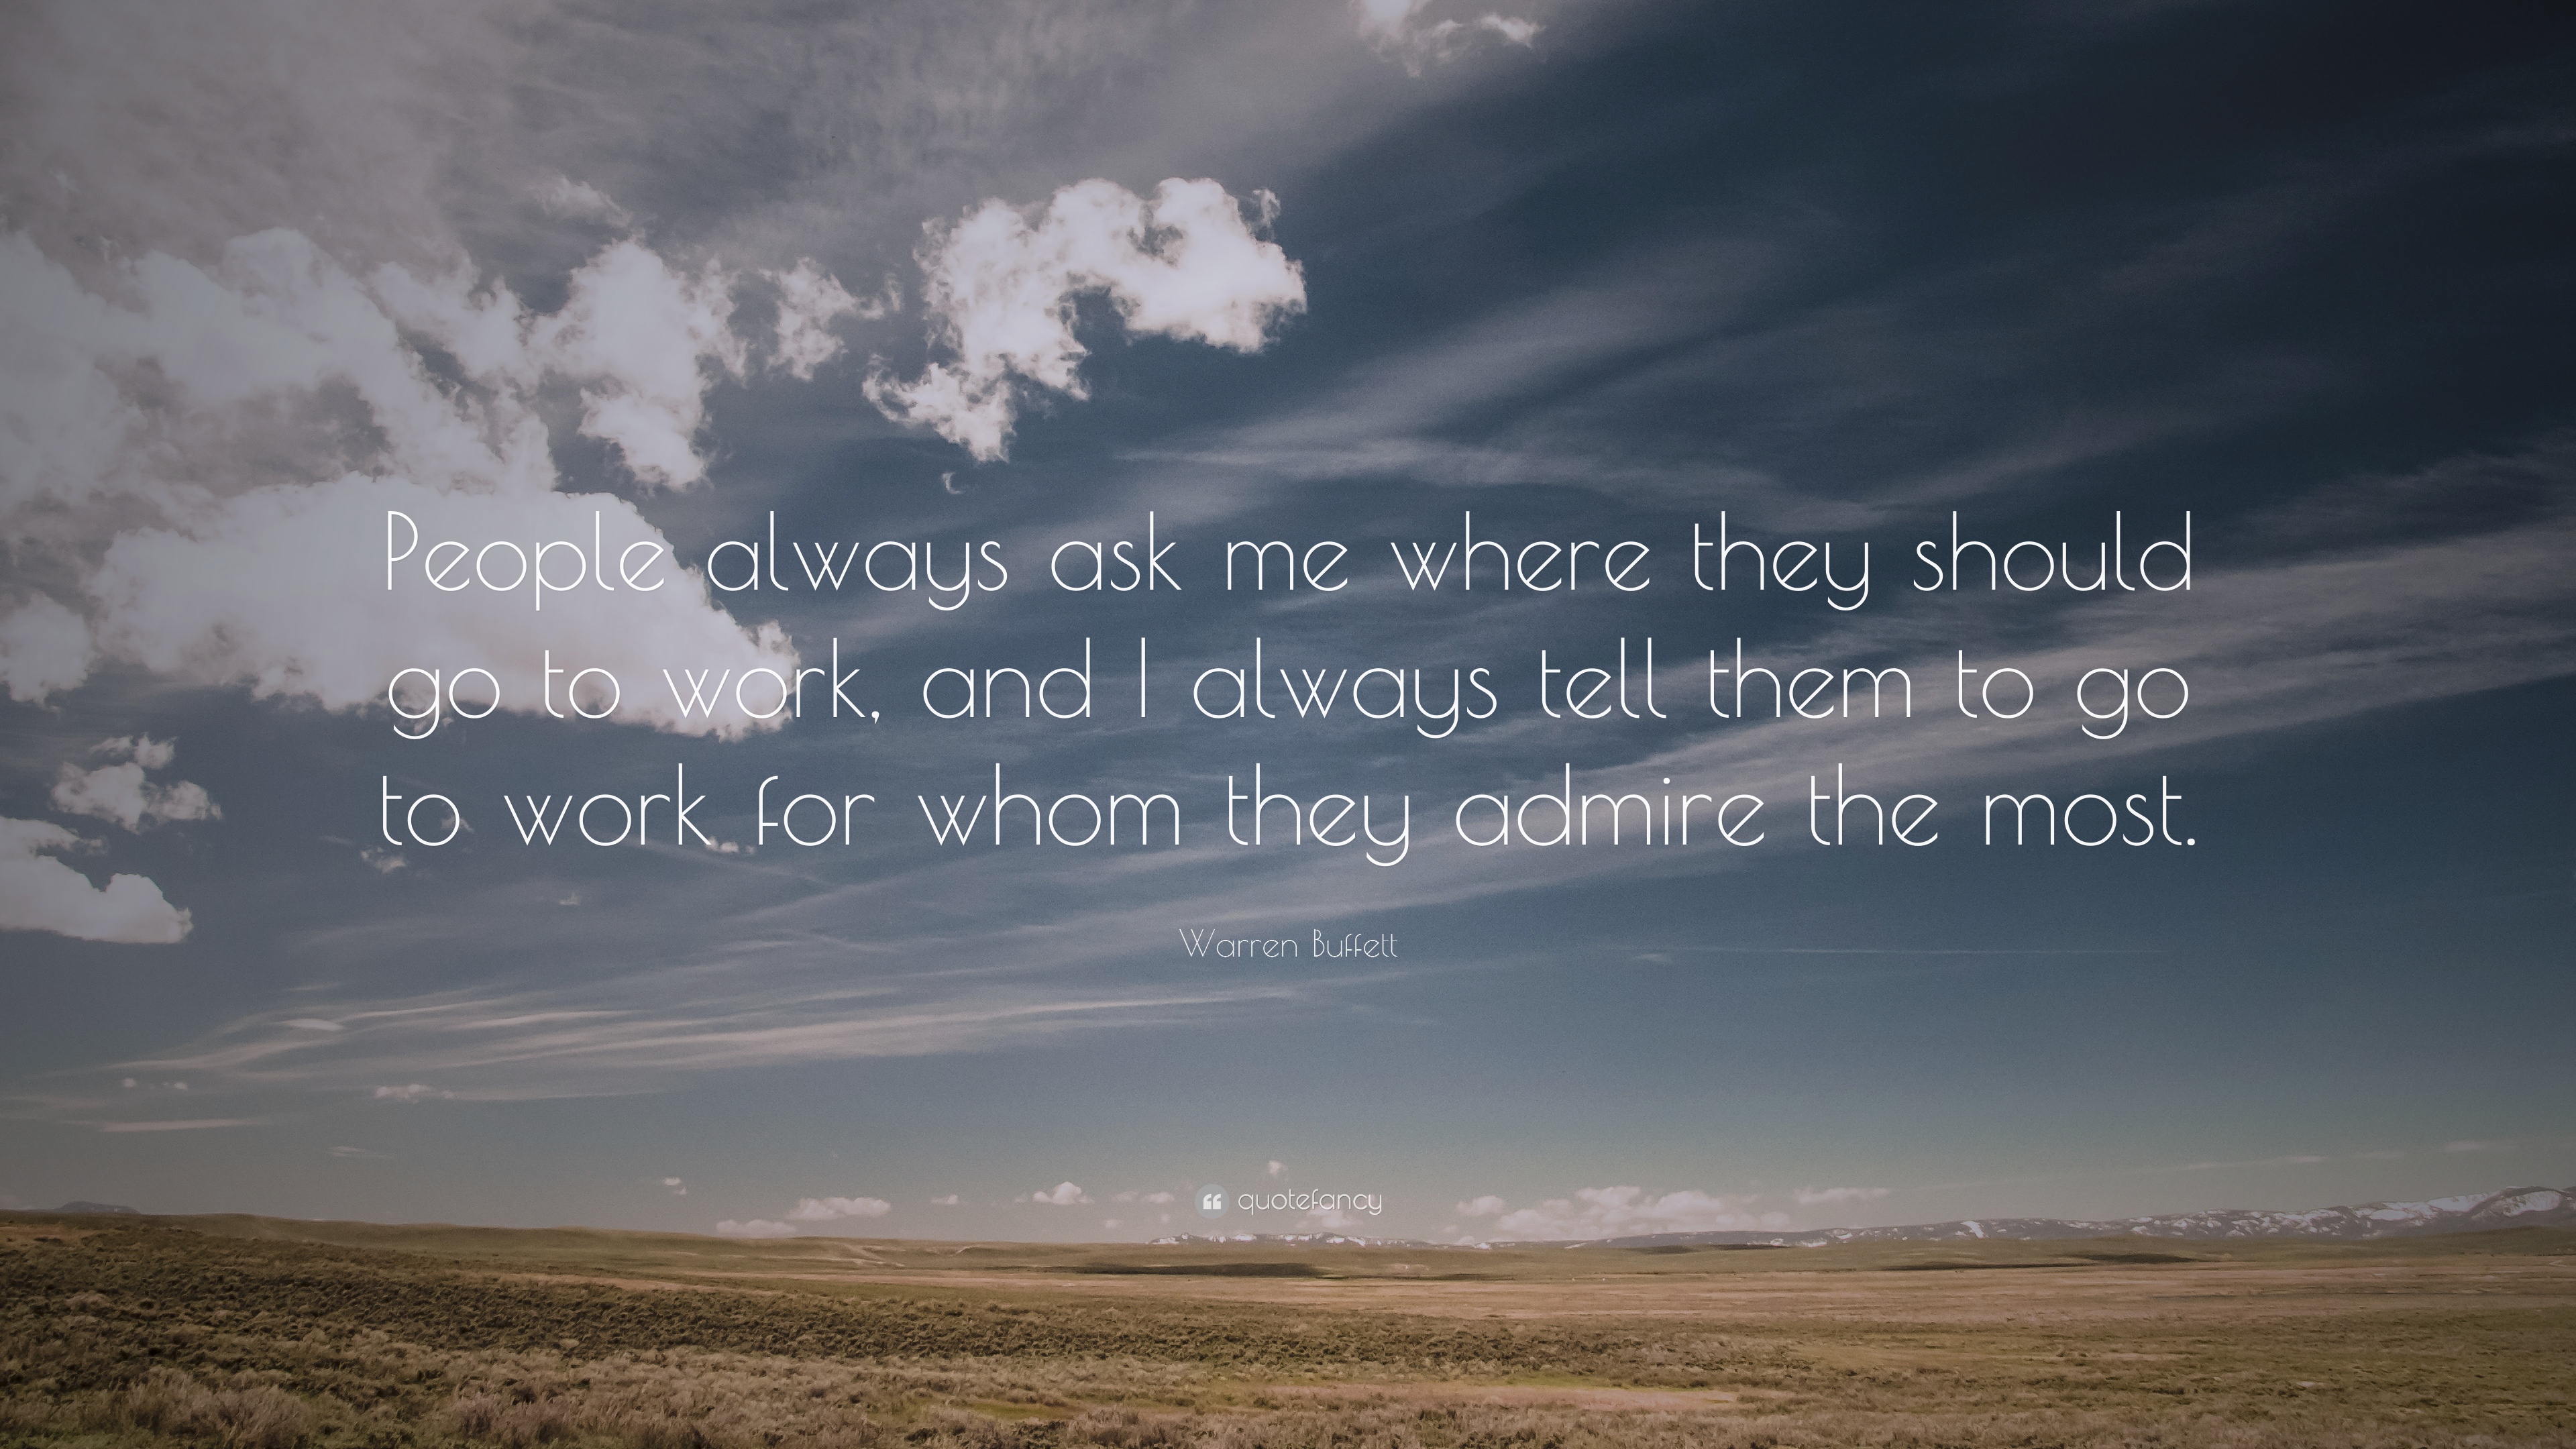 People always ask me where they should
go to work, and I always tell them to go
to work for whom they admire the most.
Warren Buffett
quotefancy